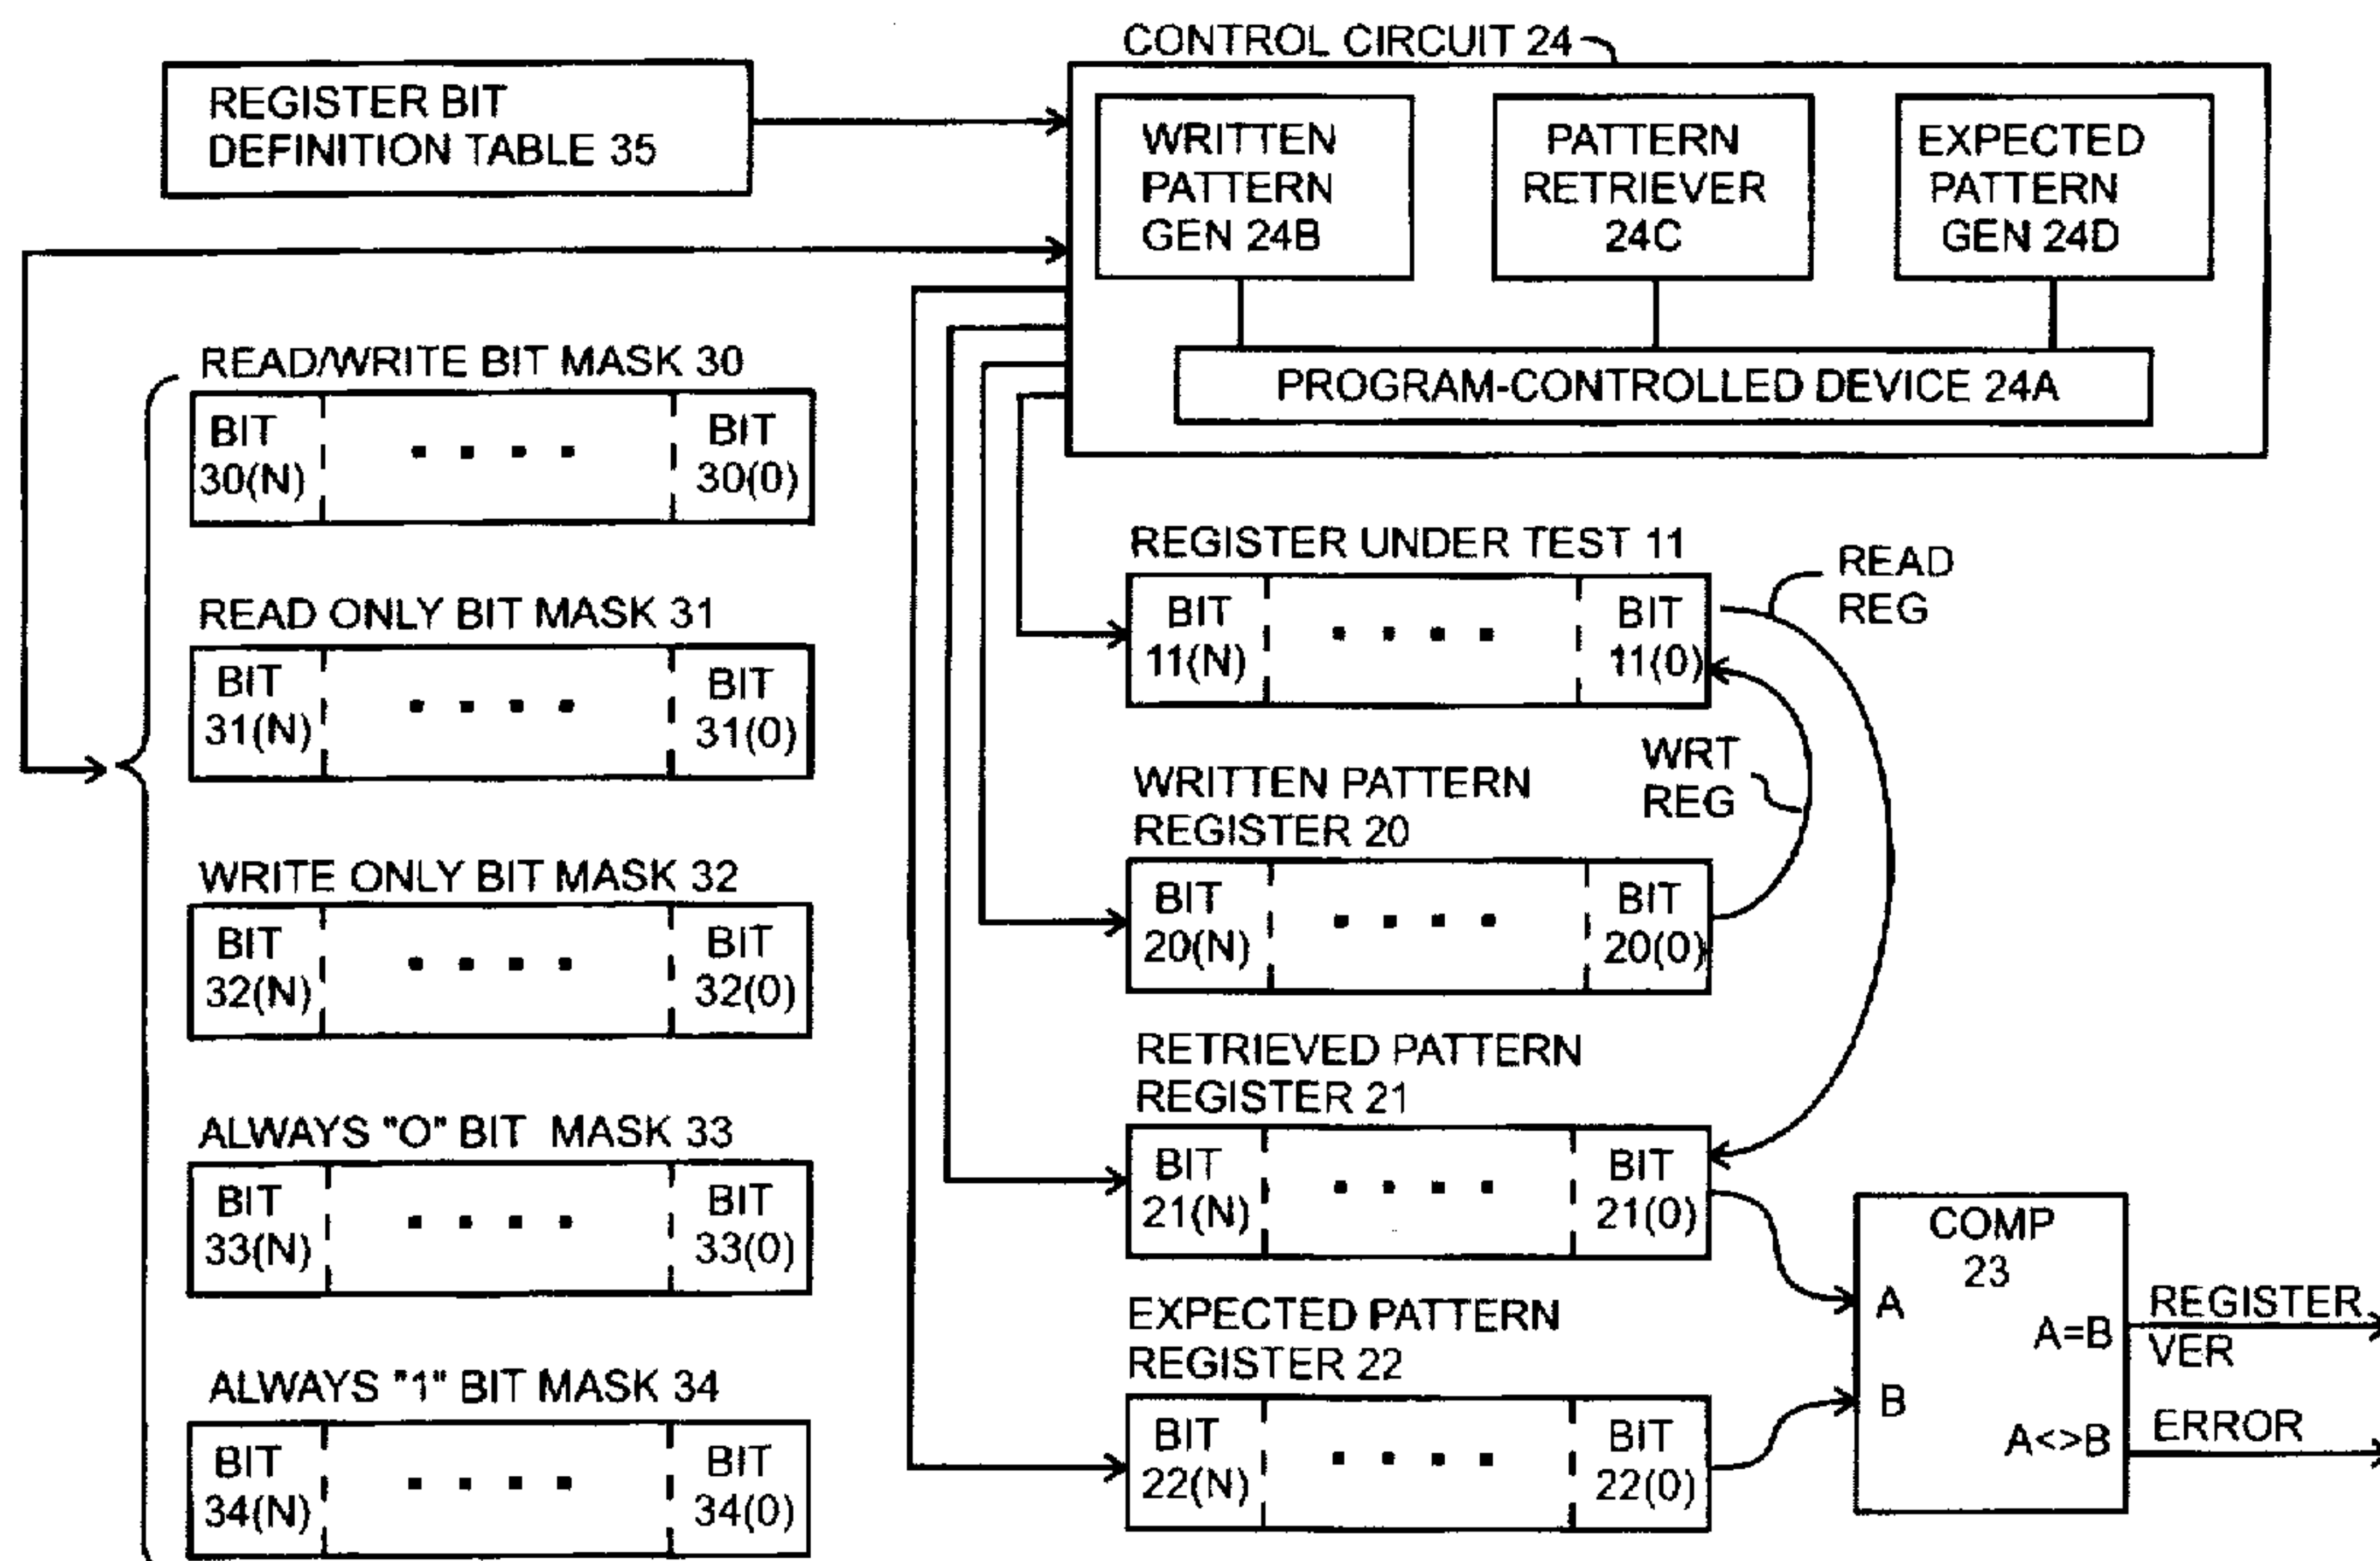 CONTROL CIRCUIT 24
REGISTER BIT
DEFINITION TABLE 35
WRITTEN
PATTERN
GEN 24B
PATTERN
RETRIEVER
24C
EXPECTED
PATTERN
GEN 24D
PROGRAM-CONTROLLED DEVICE 24A
READ/WRITE BIT MASK 30
BIT
30(N)
BIT
30(0)
READ ONLY BIT MASK 31
BIT
31(N)
BIT
31(0)
WRITE ONLY BIT MASK 32
BIT
32(N)
BIT
32(0)
ALWAYS "O" BIT MASK 33
BIT
33(N)
BIT
33(0)
ALWAYS "1" BIT MASK 34
BIT
34(N)
BIT
34(0)
REGISTER UNDER TEST 11
BIT
11(N)
BIT
11(0)
READ
REG
WRT
REG
WRITTEN PATTERN
REGISTER 20
BIT
20(N)
BIT
20(0)
RETRIEVED PATTERN
REGISTER 21
BIT
21(N)
BIT
21(0)
EXPECTED PATTERN
REGISTER 22
BIT
22(N)
BIT
22(0)
COMP
23
A
B
A=B
A<>B
REGISTER
VER
ERROR